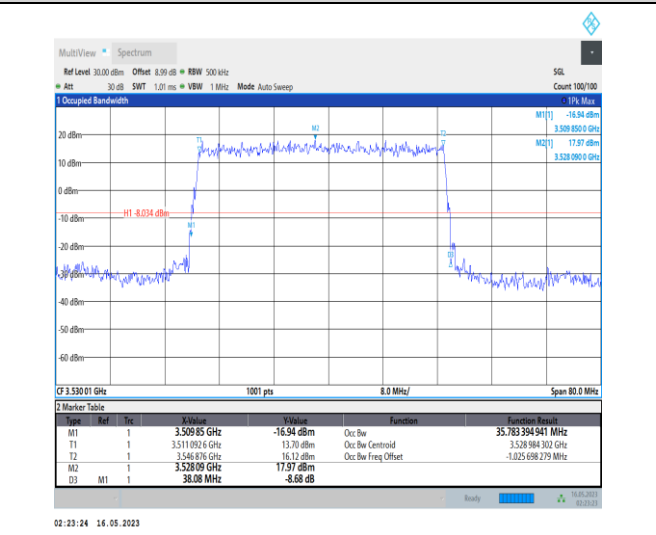 MultiView Spectrum
Ref Level 30.00 dBm Offset 8.99 dB RBW 500 kHz SGL
Att 30 dB SWT 1.01 ms VBW 1 MHz Mode Auto Sweep Count 100/100
1 Occupied Bandwidth 1Pk Max
M1[1] -16.94 dBm
3.509 850 0 GHz
M2[1] 17.97 dBm
3.528 090 0 GHz
M2
T1
T2
20 dBm
10 dBm
0 dBm
-10 dBm
H1 -8.034 dBm
M1
-20 dBm
D3
-30 dBm
-40 dBm
-50 dBm
-60 dBm
CF 3.530 01 GHz 1001 pts 8.0 MHz/ Span 80.0 MHz
2 Marker Table
Type Ref Trc X-Value Y-Value Function Function Result
M1 1 3.509 85 GHz -16.94 dBm Occ Bw 35.783 394 941 MHz
T1 1 3.511 092 6 GHz 13.70 dBm Occ Bw Centroid 3.528 984 302 GHz
T2 1 3.546 876 GHz 16.12 dBm Occ Bw Freq Offset -1.025 698 279 MHz
M2 1 3.528 09 GHz 17.97 dBm
D3 M1 1 38.08 MHz -8.68 dB
Ready 16.05.2023
02:23:23
02:23:24 16.05.2023